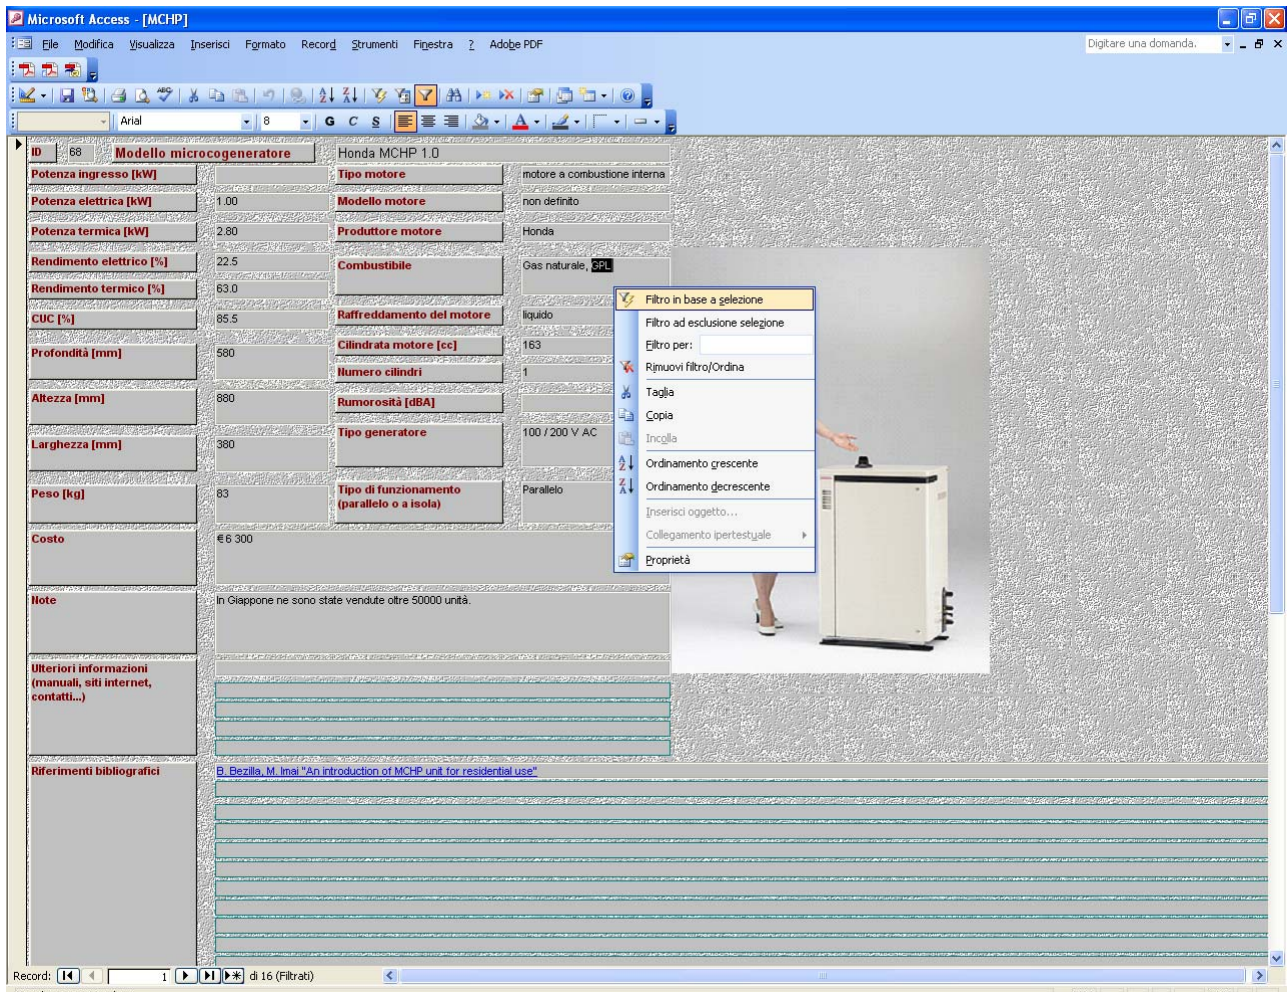 Microsoft Access - [MCHP]
File Modifica Visualizza Inserisci Formato Record Strumenti Finestra ? Adobe PDF Digitare una domanda.
Arial 8 G C S
ID 68 Modello microcogeneratore Honda MCHP 1.0
Potenza ingresso [kW] Tipo motore motore a combustione interna
Potenza elettrica [kW] 1.00 Modello motore non definito
Potenza termica [kW] 2.80 Produttore motore Honda
Rendimento elettrico [%] 22.5 Combustibile Gas naturale, GPL
Rendimento termico [%] 63.0
CUC [%] 85.5 Raffreddamento del motore liquido
Profondità [mm] 580 Cilindrata motore [cc] 163
Numero cilindri 1
Altezza [mm] 880 Rumorosità [dBA]
Larghezza [mm] 380 Tipo generatore 100 / 200 V AC
Peso [kg] 83 Tipo di funzionamento Parallelo
(parallelo o a isola)
Costo € 6 300
Note In Giappone ne sono state vendute oltre 50000 unità.
Ulteriori informazioni
(manuali, siti internet,
contatti...)
Riferimenti bibliografici B. Bezilla, M. Imai "An introduction of MCHP unit for residential use"
Filtro in base a selezione
Filtro ad esclusione selezione
Filtro per:
Rimuovi filtro/Ordina
Taglia
Copia
Incolla
Ordinamento crescente
Ordinamento decrescente
Inserisci oggetto...
Collegamento ipertestuale
Proprietà
Record: 1 di 16 (Filtrati)